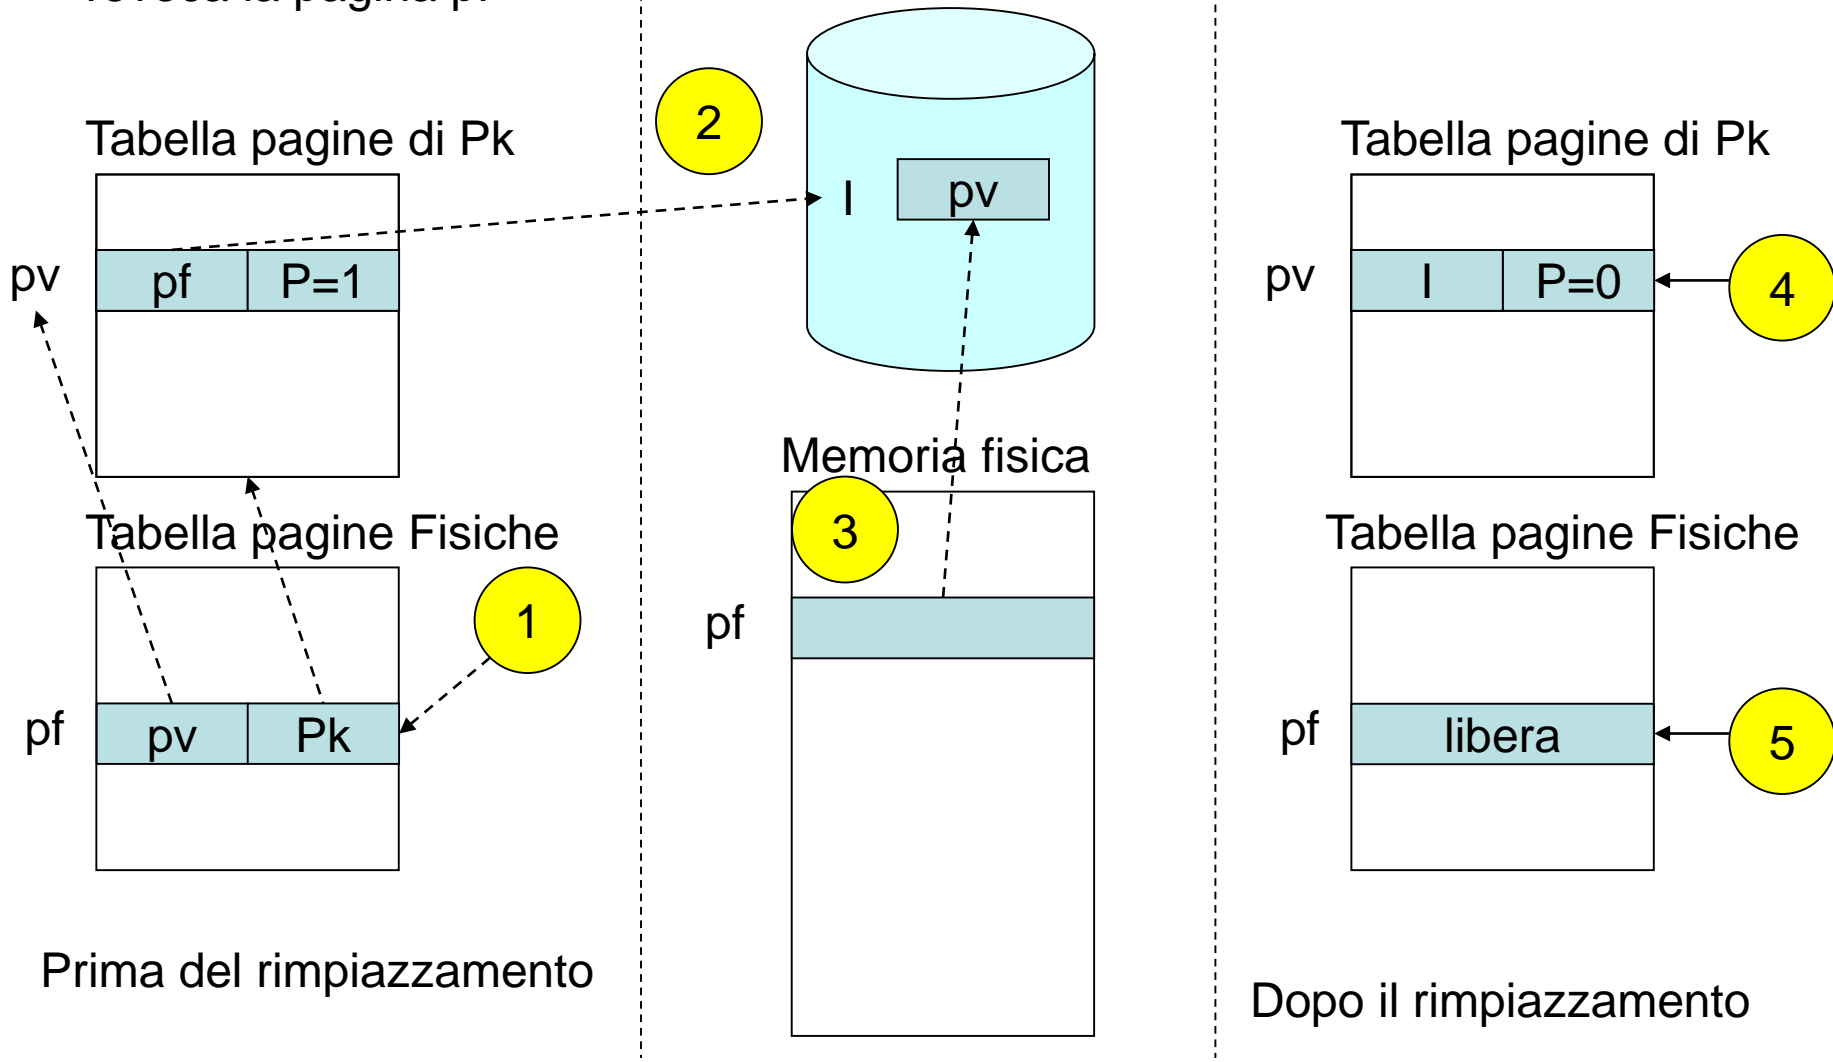 la pagina
Tabella pagine di Pk
pv
pf
P=1
Tabella pagine Fisiche
1
pf
pv
Pk
Prima del rimpiazzamento
2
I
pv
Memoria fisica
3
pf
Tabella pagine di Pk
pv
I
P=0
4
Tabella pagine Fisiche
pf
libera
5
Dopo il rimpiazzamento